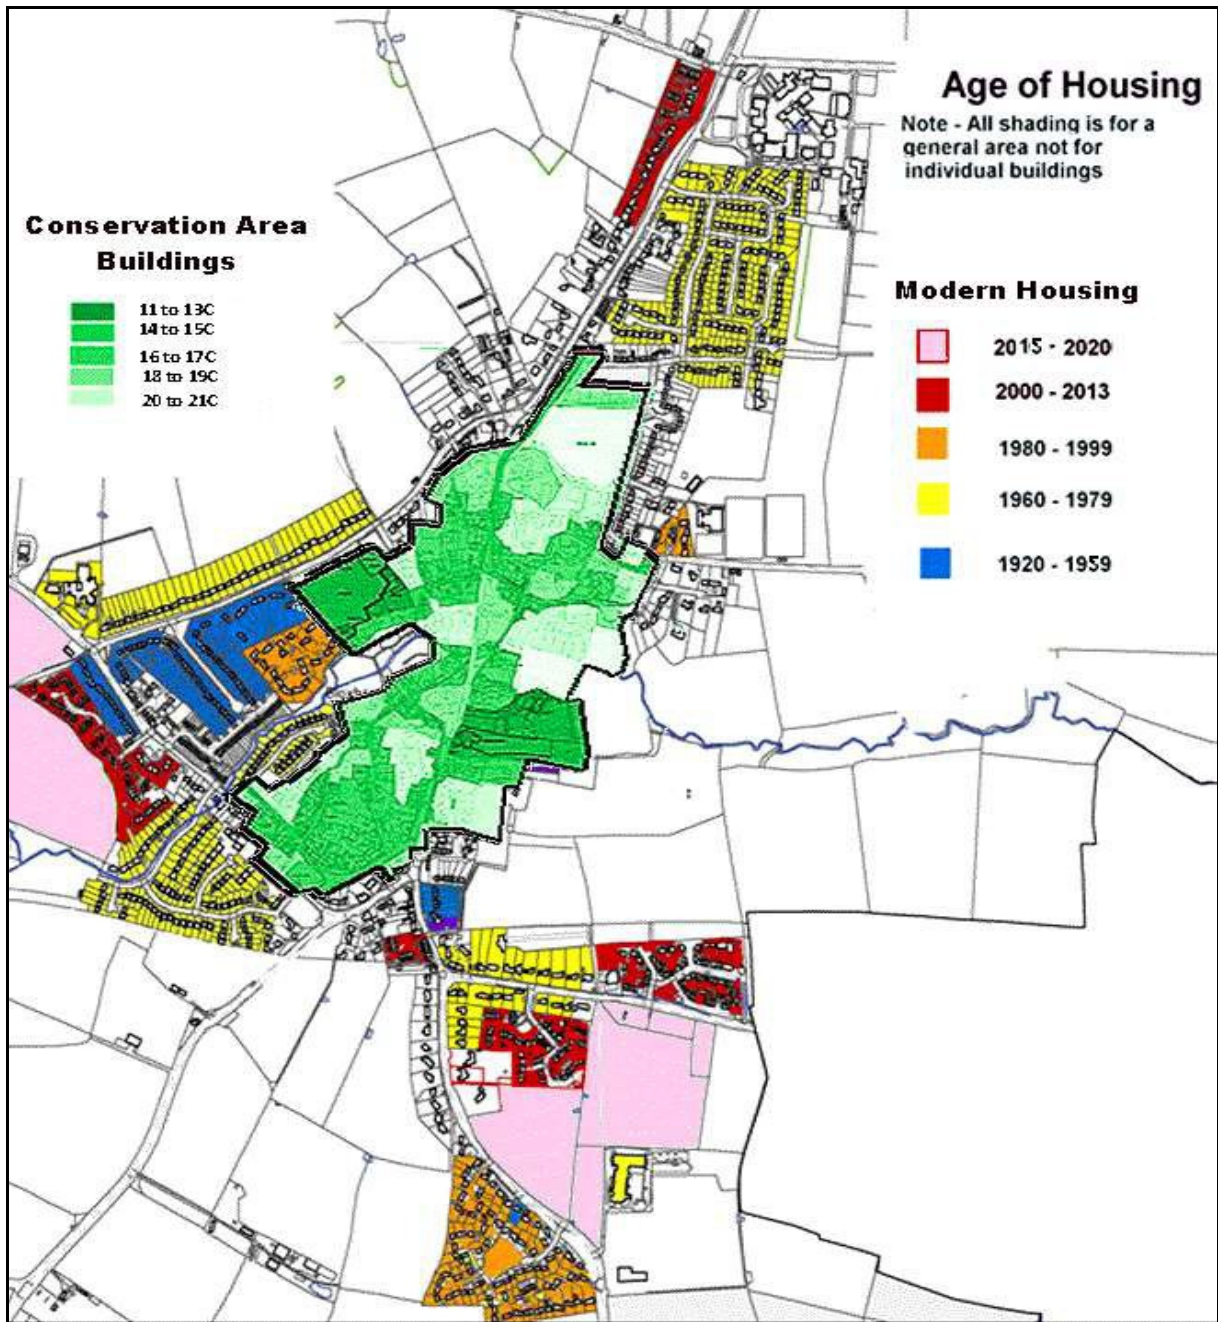 Age of Housing
Note - All shading is for a
general area not for
individual buildings
Conservation Area
Buildings
11 to 13C
14 to 15C
16 to 17C
18 to 19C
20 to 21C
Modern Housing
2015 - 2020
2000 - 2013
1980 - 1999
1960 - 1979
1920 - 1959